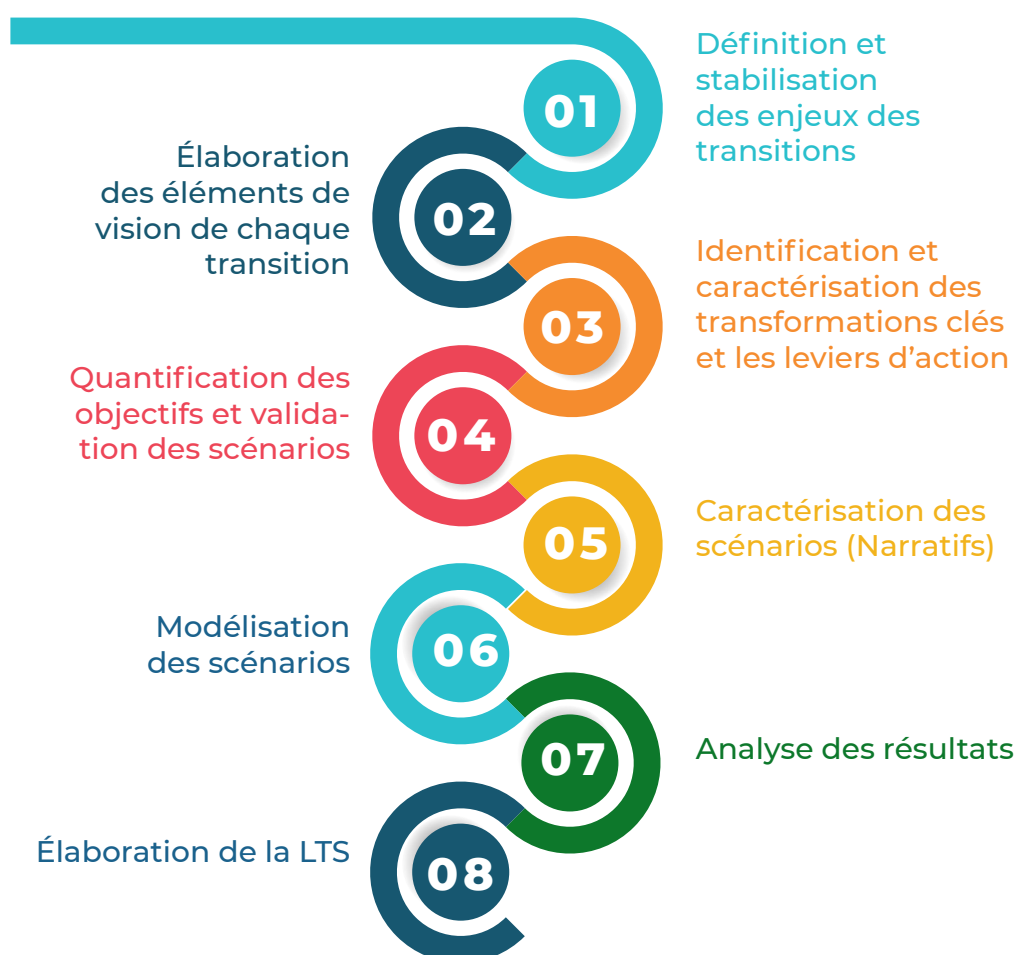 01
Définition et
stabilisation
des enjeux des
transitions
02
Élaboration
des éléments de
vision de chaque
transition
03
Identification et
caractérisation des
transformations clés
et les leviers d’action
04
Quantification des
objectifs et valida-
tion des scénarios
05
Caractérisation des
scénarios (Narratifs)
06
Modélisation
des scénarios
07
Analyse des résultats
08
Élaboration de la LTS